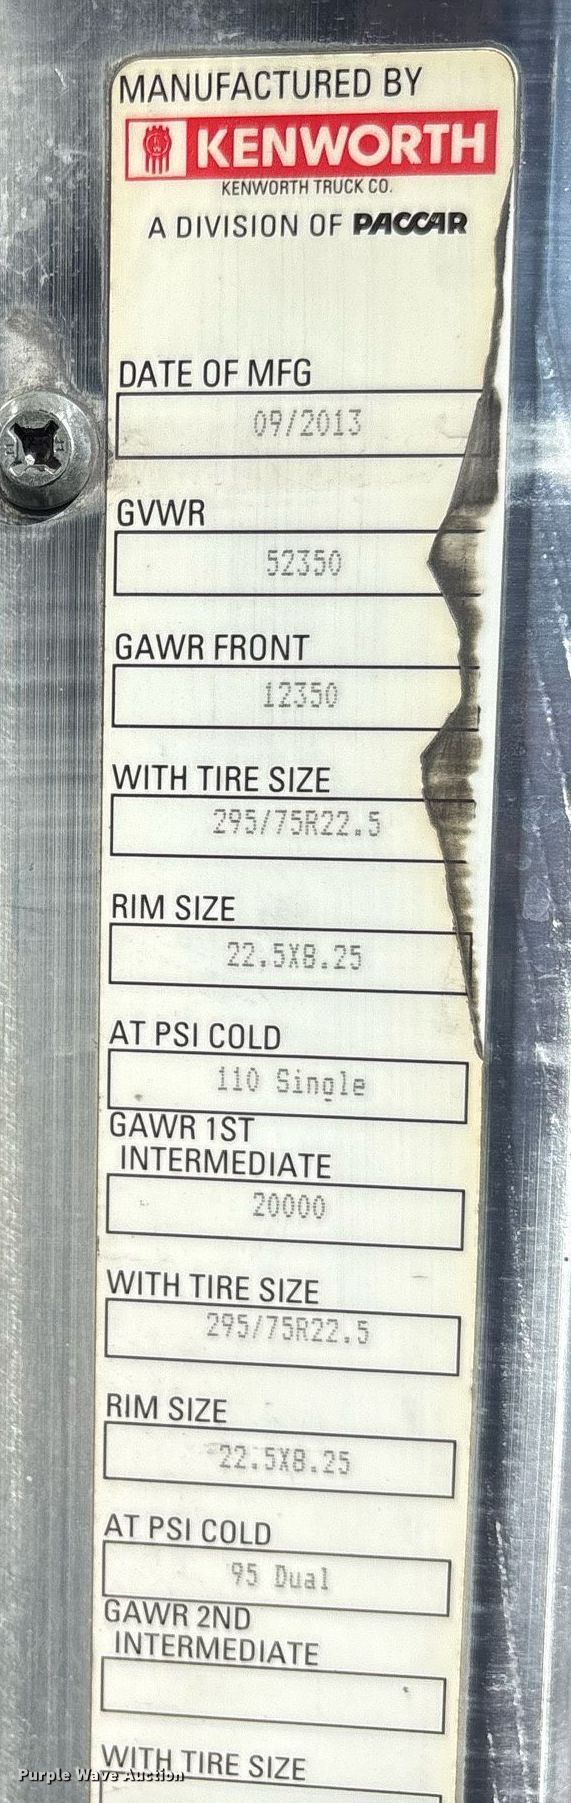 MANUFACTURED BY
KENWORTH
KENWORTH TRUCK CO.
A DIVISION OF PACCAR
DATE OF MFG
09/2013
GVWR
52350
GAWR FRONT
12350
WITH TIRE SIZE
295/75R22.5
RIM SIZE
22.5X8.25
AT PSI COLD
110 Single
GAWR 1ST
INTERMEDIATE
20000
WITH TIRE SIZE
295/75R22.5
RIM SIZE
22.5X8.25
AT PSI COLD
95 Dual
GAWR 2ND
INTERMEDIATE
WITH TIRE SIZE
Purple Wave Auction